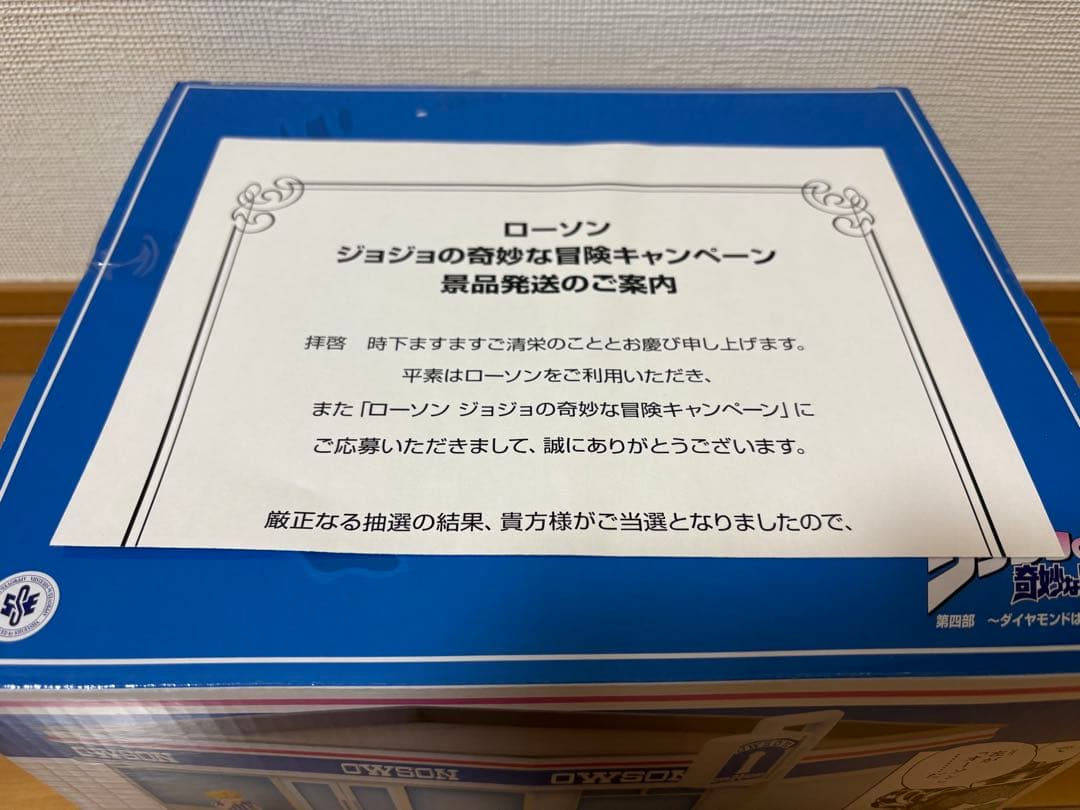 ローソン
ジョジョの奇妙な冒険キャンペーン
景品発送のご案内
拝啓　時下ますますご清栄のこととお慶び申し上げます。
平素はローソンをご利用いただき、
また「ローソン ジョジョの奇妙な冒険キャンペーン」に
ご応募いただきまして、誠にありがとうございます。
厳正なる抽選の結果、貴方様がご当選となりましたので、
奇妙な
第四部　～ダイヤモンドは
OWSON
OWSON
OWSON